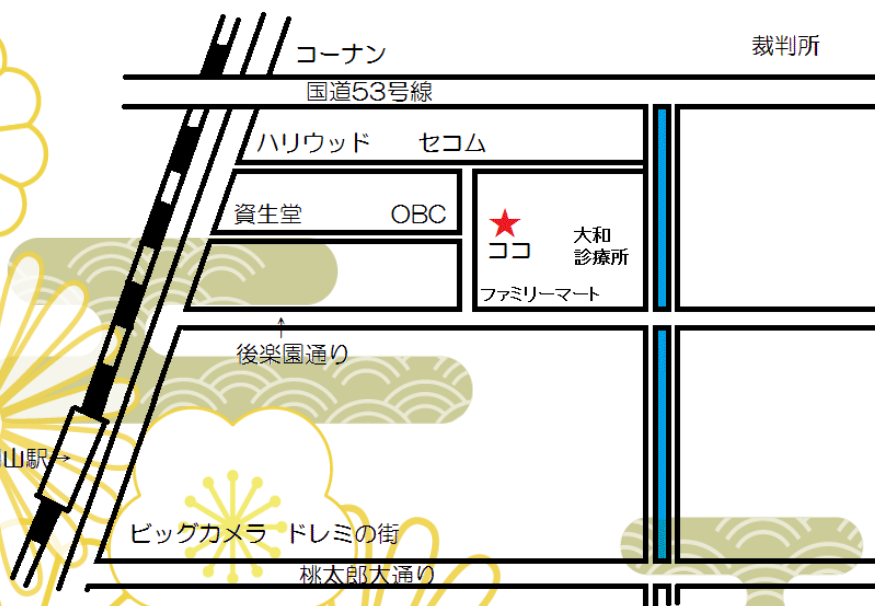 コーナン
裁判所
国道53号線
ハリウッド
セコム
資生堂
OBC
ココ
大和
診療所
ファミリーマート
↑
後楽園通り
山駅→
ビッグカメラ
ドレミの街
桃太郎大通り